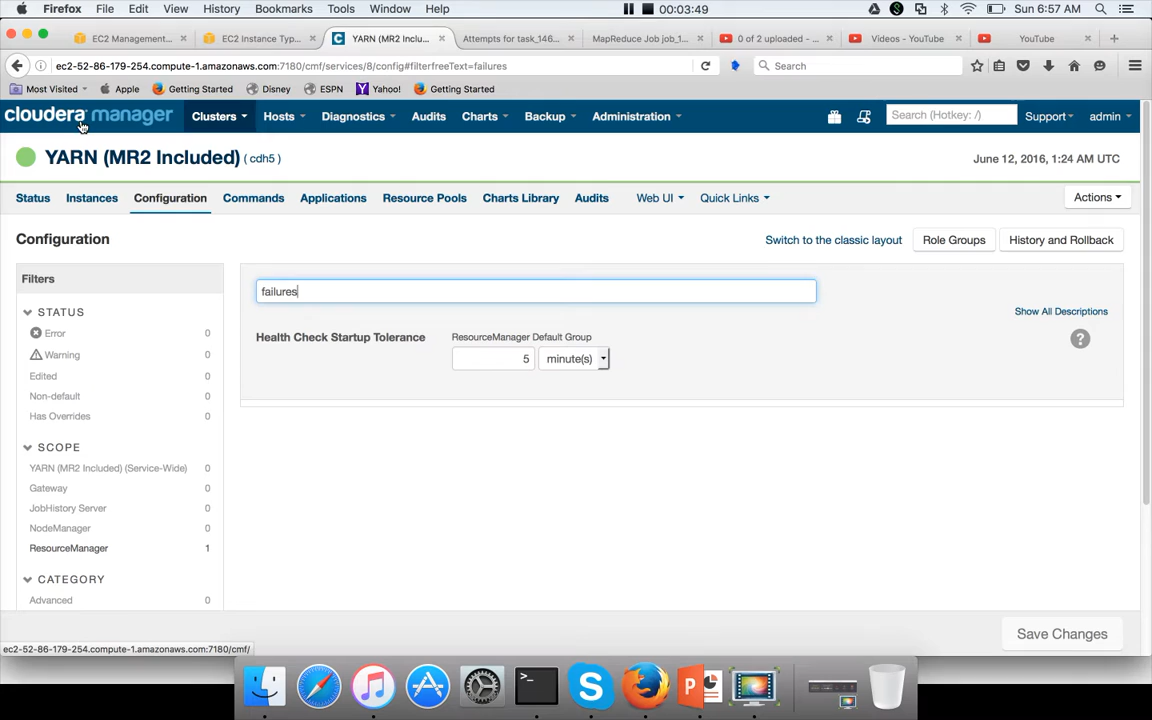 Firefox File Edit View History Bookmarks Tools Window Help 00:03:49 Sun 6:57 AM
EC2 Management... EC2 Instance Typ... YARN (MR2 Inclu... Attempts for task_146... MapReduce Job job_1... 0 of 2 uploaded - ... Videos - YouTube YouTube
ec2-52-86-179-254.compute-1.amazonaws.com:7180/cmf/services/8/config#filterfreeText=failures Search
Most Visited Apple Getting Started Disney ESPN Yahoo! Getting Started
cloudera manager Clusters Hosts Diagnostics Audits Charts Backup Administration Search (Hotkey: /) Support admin
YARN (MR2 Included) (cdh5) June 12, 2016, 1:24 AM UTC
Status Instances Configuration Commands Applications Resource Pools Charts Library Audits Web UI Quick Links Actions
Configuration Switch to the classic layout Role Groups History and Rollback
Filters
failures
STATUS
Show All Descriptions
Error 0
Health Check Startup Tolerance ResourceManager Default Group
Warning 0
5 minute(s)
Edited 0
Non-default 0
Has Overrides 0
SCOPE
YARN (MR2 Included) (Service-Wide) 0
Gateway 0
JobHistory Server 0
NodeManager 0
ResourceManager 1
CATEGORY
Advanced 0
Save Changes
ec2-52-86-179-254.compute-1.amazonaws.com:7180/cmf/